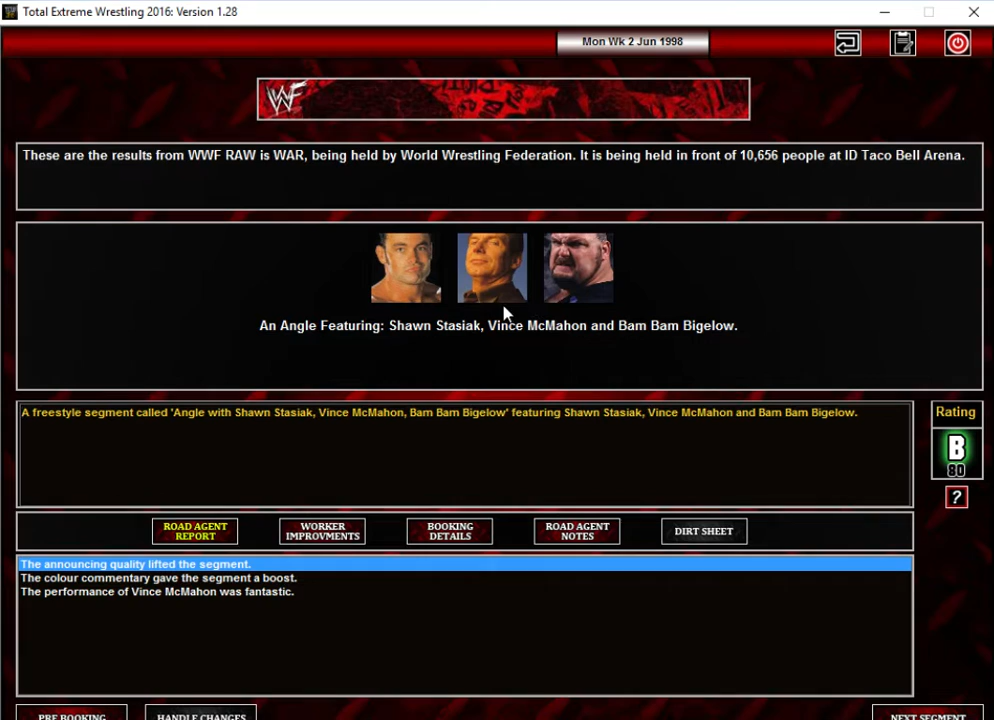 Total Extreme Wrestling 2016: Version 1.28
Mon Wk 2 Jun 1998
WF
These are the results from WWF RAW is WAR, being held by World Wrestling Federation. It is being held in front of 10,656 people at ID Taco Bell Arena.
An Angle Featuring: Shawn Stasiak, Vince McMahon and Bam Bam Bigelow.
A freestyle segment called 'Angle with Shawn Stasiak, Vince McMahon, Bam Bam Bigelow' featuring Shawn Stasiak, Vince McMahon and Bam Bam Bigelow.
Rating
B
80
?
ROAD AGENT REPORT
WORKER IMPROVMENTS
BOOKING DETAILS
ROAD AGENT NOTES
DIRT SHEET
The announcing quality lifted the segment.
The colour commentary gave the segment a boost.
The performance of Vince McMahon was fantastic.
PRE BOOKING
HANDLE CHANGES
NEXT SEGMENT